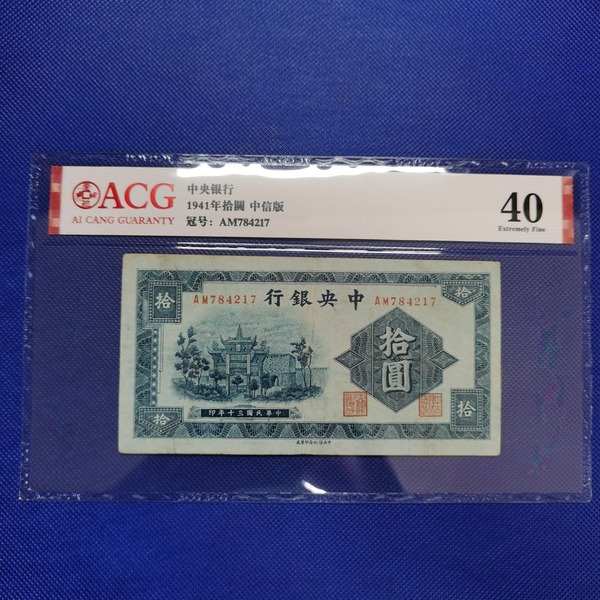 ACG
AI CANG GUARANTY
中央银行
1941年拾圓 中信版
冠号: AM784217
40
Extremely Fine
拾
拾
AM784217
行銀央中
AM784217
拾圓
印年十三國民華中
拾
拾